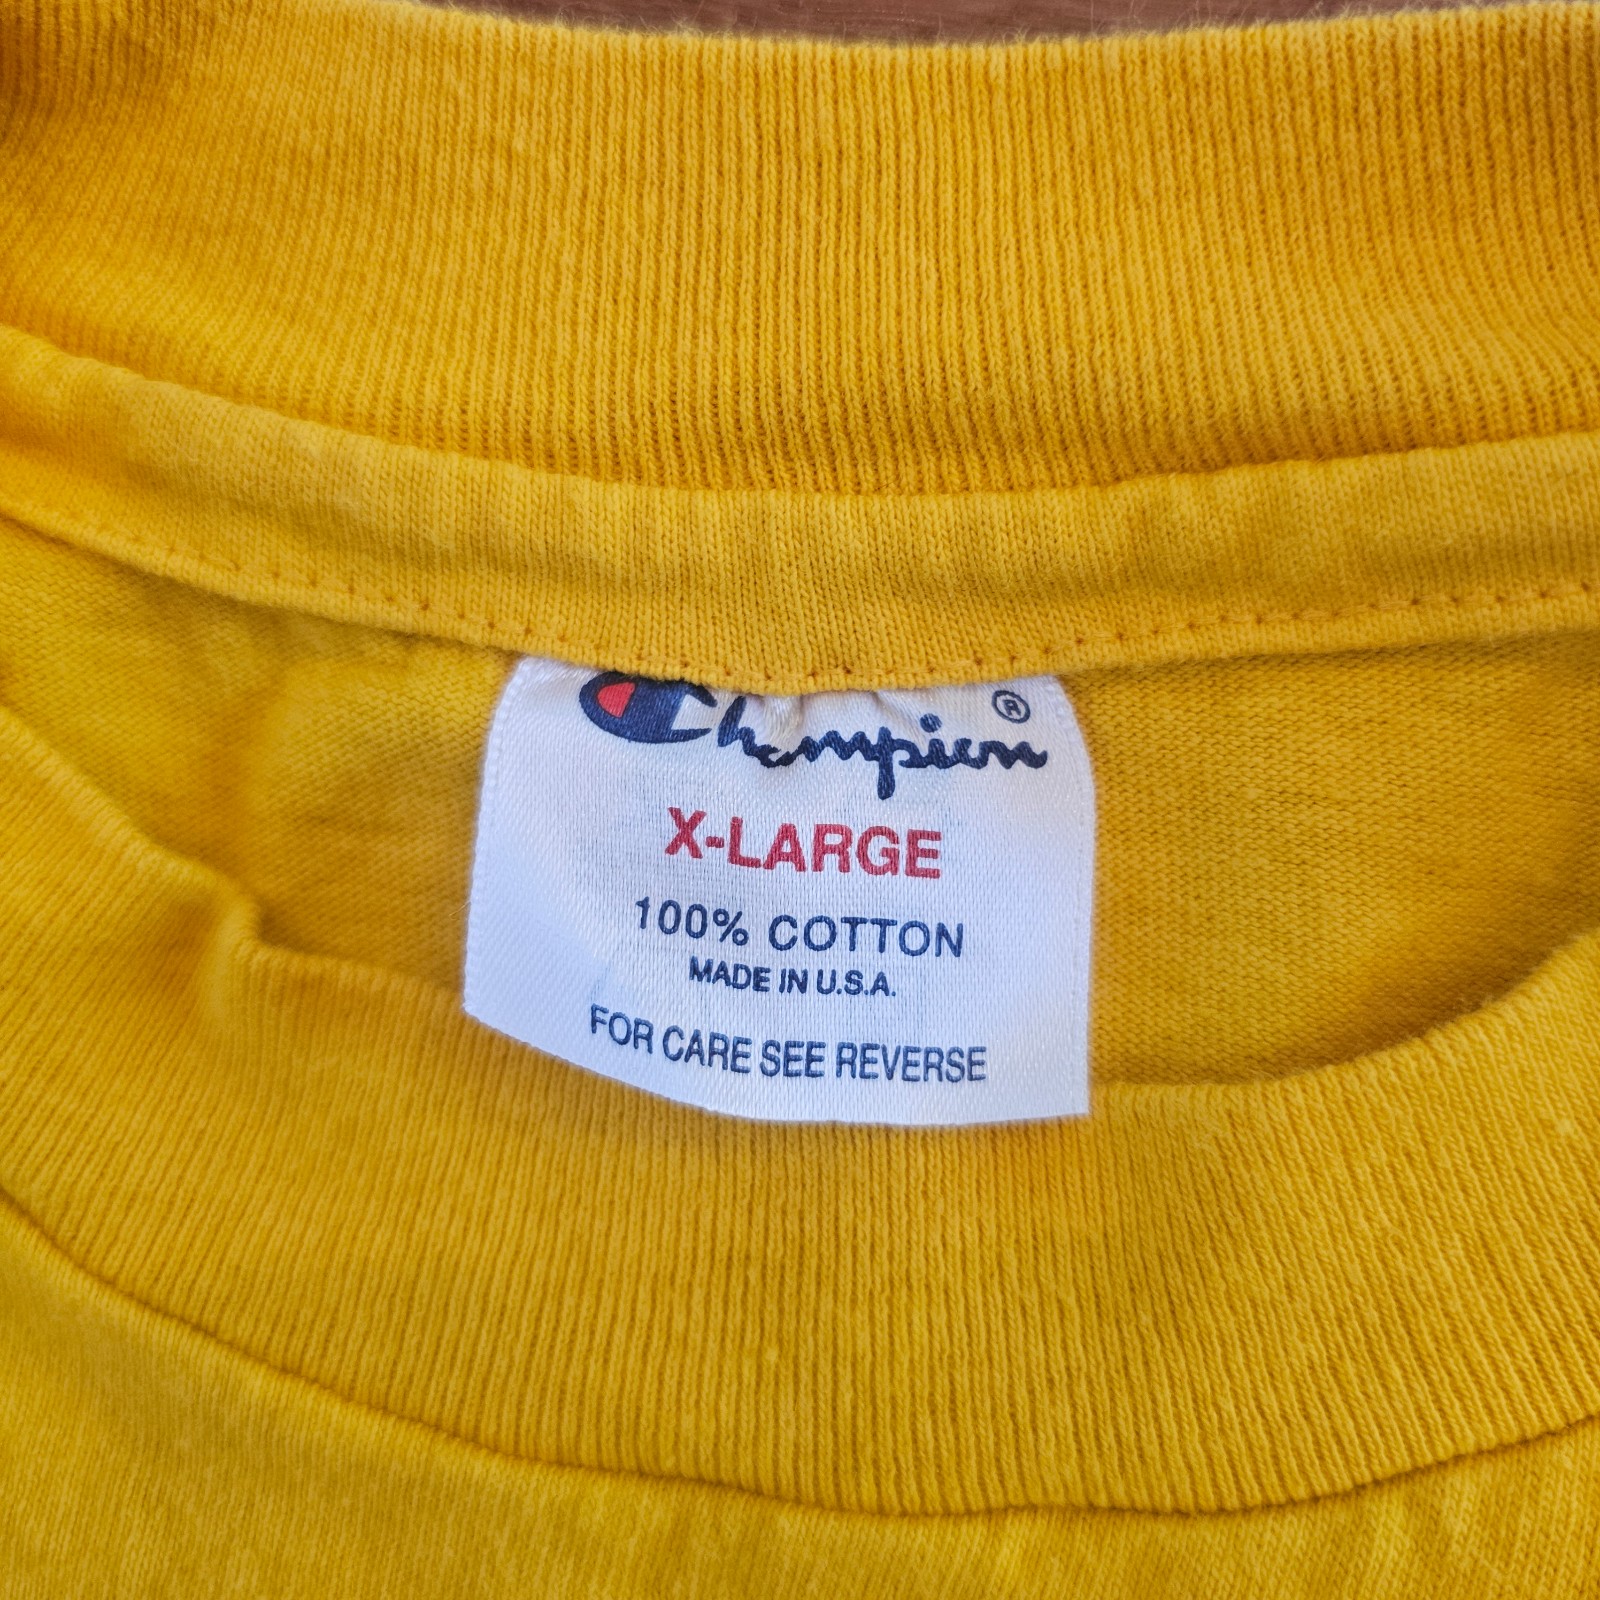 Champion ®
X-LARGE
100% COTTON
MADE IN U.S.A.
FOR CARE SEE REVERSE